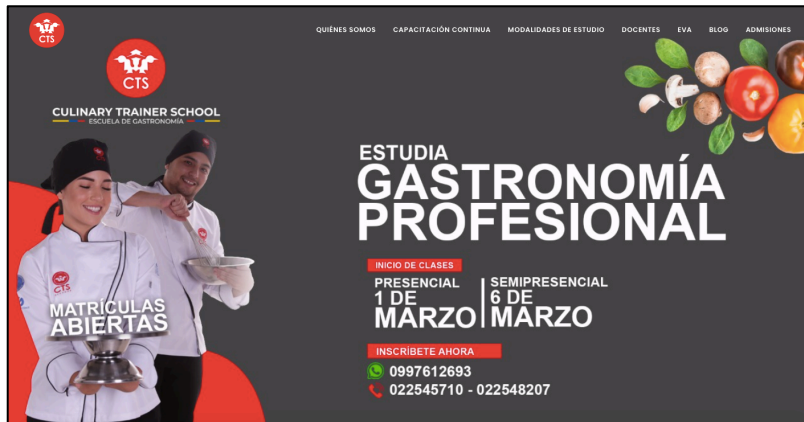 CTS
QUIÉNES SOMOS CAPACITACIÓN CONTINUA MODALIDADES DE ESTUDIO DOCENTES EVA BLOG ADMISIONES
CTS
CULINARY TRAINER SCHOOL
ESCUELA DE GASTRONOMÍA
ESTUDIA
GASTRONOMÍA
PROFESIONAL
INICIO DE CLASES
PRESENCIAL
1 DE
MARZO
SEMIPRESENCIAL
6 DE
MARZO
CTS
MATRÍCULAS
ABIERTAS
INSCRÍBETE AHORA
0997612693
022545710 - 022548207